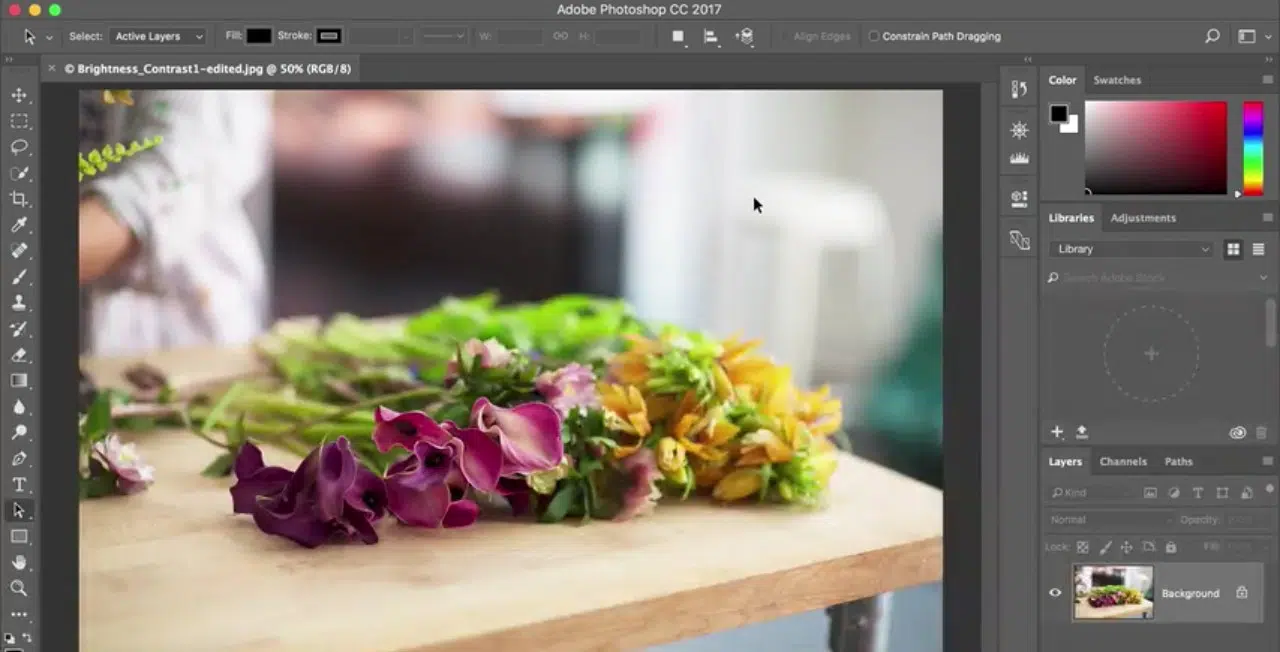 Adobe Photoshop CC 2017
Select: Active Layers Fill: Stroke: W: H: Align Edges Constrain Path Dragging
© Brightness_Contrast1-edited.jpg @ 50% (RGB/8)
Color Swatches
Libraries Adjustments
Library
Search Adobe Stock
Layers Channels Paths
Kind
Normal Opacity:
Lock: Fill:
Background